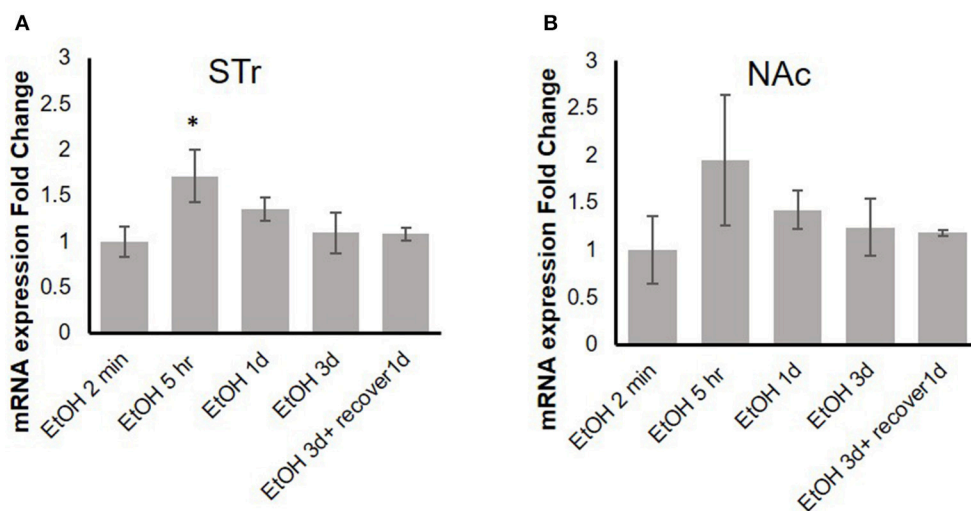 A
mRNA expression Fold Change
STr
3
2.5
2
1.5
1
0.5
0
*
EtOH 2 min
EtOH 5 hr
EtOH 1d
EtOH 3d
EtOH 3d+ recover1d
B
mRNA expression Fold Change
NAc
3
2.5
2
1.5
1
0.5
0
EtOH 2 min
EtOH 5 hr
EtOH 1d
EtOH 3d
EtOH 3d+ recover1d